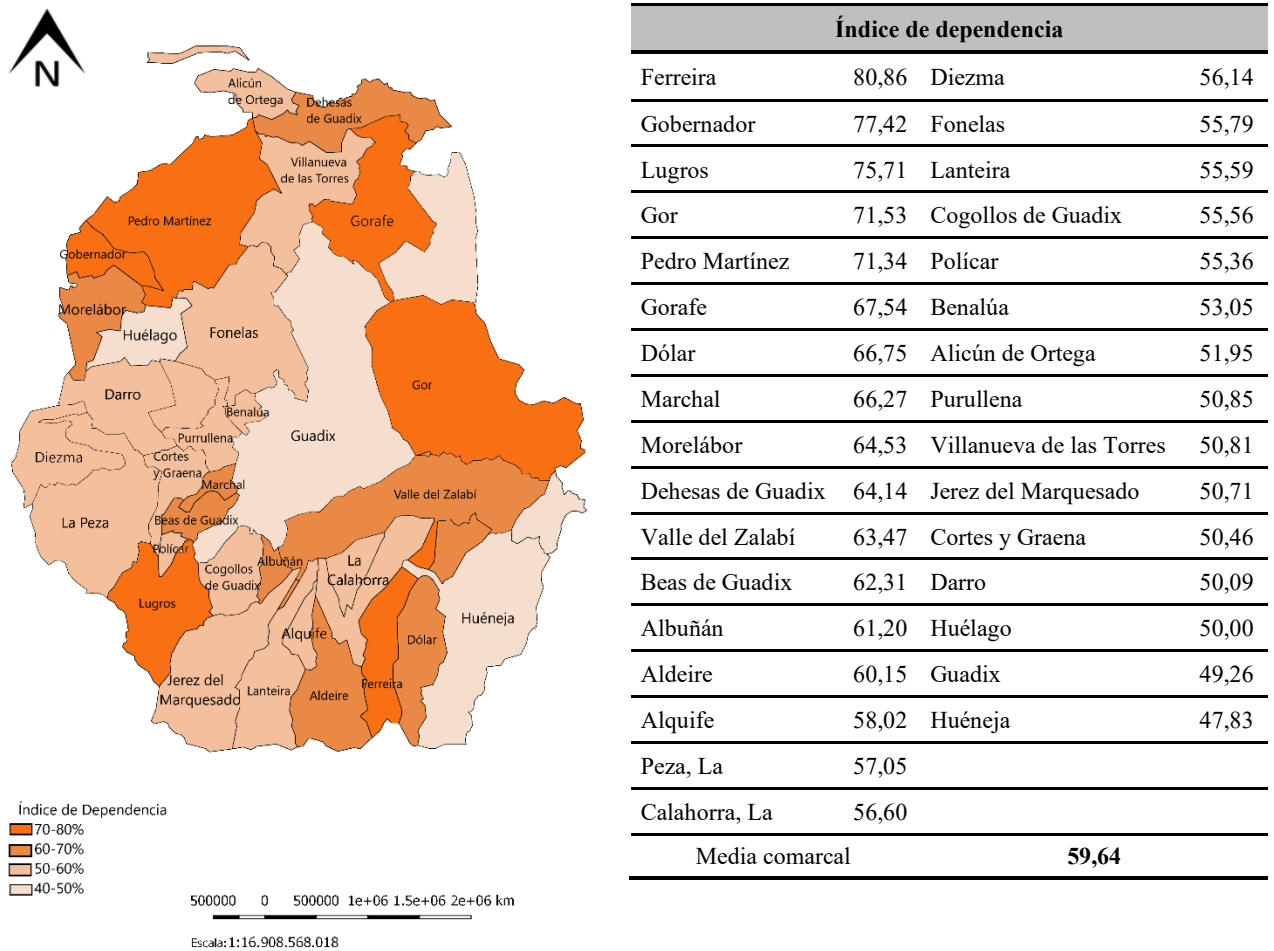 N
Alicún
de Ortega
Dehesas
de Guadix
Villanueva
de las Torres
Pedro Martínez
Gorafe
Gobernador
Morelábor
Huélago
Fonelas
Gor
Darro
Benalúa
Guadix
Purrullena
Diezma
Cortes
y Graena
Marchal
Valle del Zalabí
La Peza
Beas de Guadix
Polícar
Albuñán
La
Calahorra
Cogollos
de Guadix
Lugros
Huéneja
Alquife
Dólar
Jerez del
Marquesado
Lanteira
Aldeire
Ferreira
Índice de Dependencia
70-80%
60-70%
50-60%
40-50%
500000 0 500000 1e+06 1.5e+06 2e+06 km
Escala:1:16.908.568.018
Índice de dependencia
Ferreira 80,86 Diezma 56,14
Gobernador 77,42 Fonelas 55,79
Lugros 75,71 Lanteira 55,59
Gor 71,53 Cogollos de Guadix 55,56
Pedro Martínez 71,34 Polícar 55,36
Gorafe 67,54 Benalúa 53,05
Dólar 66,75 Alicún de Ortega 51,95
Marchal 66,27 Purullena 50,85
Morelábor 64,53 Villanueva de las Torres 50,81
Dehesas de Guadix 64,14 Jerez del Marquesado 50,71
Valle del Zalabí 63,47 Cortes y Graena 50,46
Beas de Guadix 62,31 Darro 50,09
Albuñán 61,20 Huélago 50,00
Aldeire 60,15 Guadix 49,26
Alquife 58,02 Huéneja 47,83
Peza, La 57,05
Calahorra, La 56,60
Media comarcal 59,64